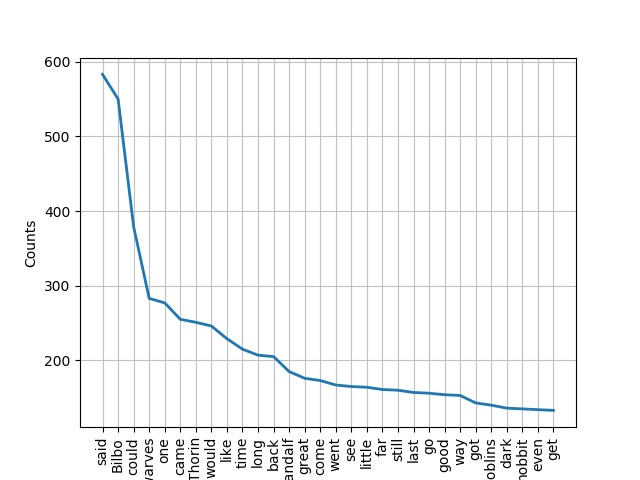 600
500
400
300
200
Counts
said
Bilbo
could
warves
one
came
Thorin
would
like
time
long
back
andalf
great
come
went
see
little
far
still
last
go
good
way
got
oblins
dark
hobbit
even
get